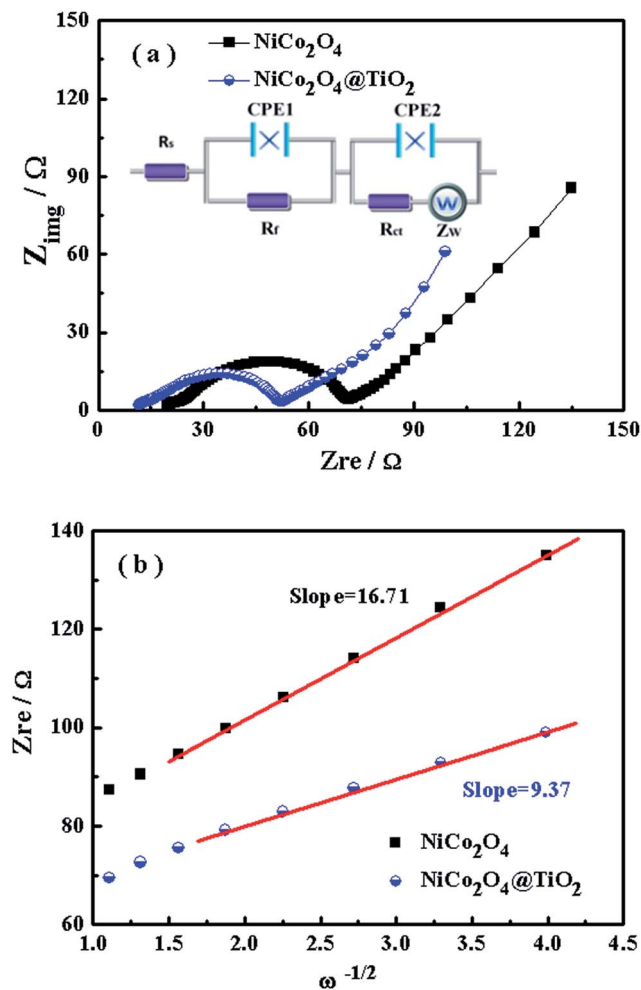 ( a )
NiCo₂O₄
NiCo₂O₄@TiO₂
CPE1
CPE2
Rs
Rf
Rct
W
Zw
Z_img / Ω
150
120
90
60
30
0
0 30 60 90 120 150
Zre / Ω
( b )
Slope=16.71
Slope=9.37
NiCo₂O₄
NiCo₂O₄@TiO₂
Zre / Ω
140
120
100
80
60
1.0 1.5 2.0 2.5 3.0 3.5 4.0 4.5
ω ⁻¹/²